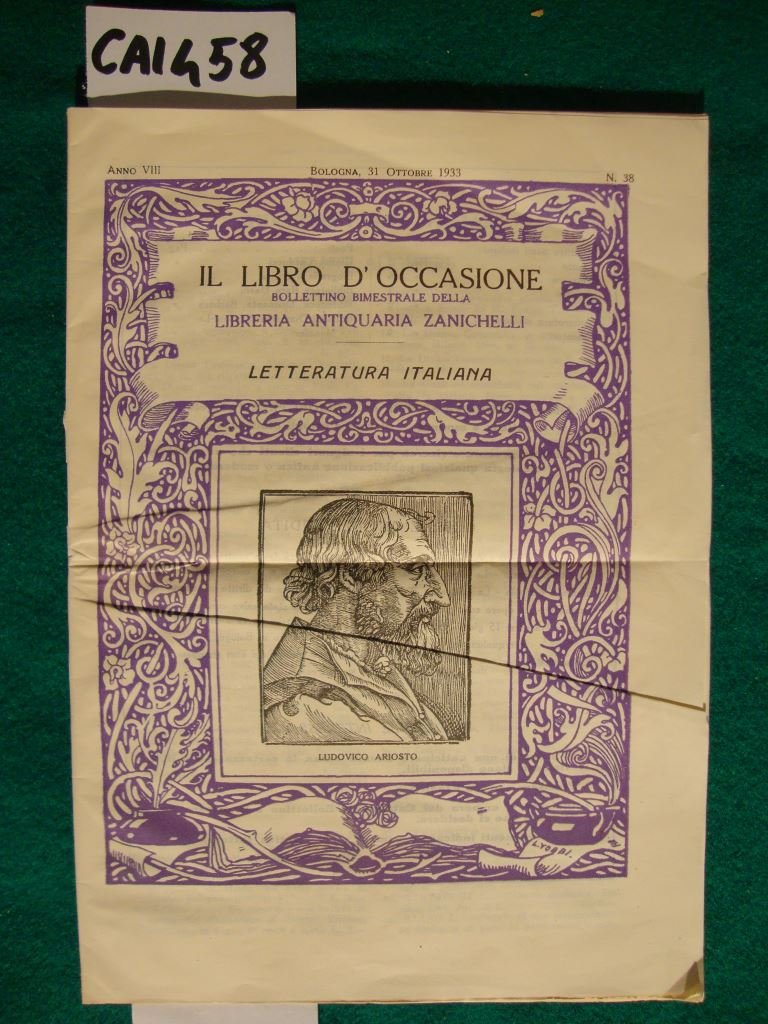 CAI458
ANNO VIII
BOLOGNA, 31 OTTOBRE 1933
N. 38
IL LIBRO D'OCCASIONE
BOLLETTINO BIMESTRALE DELLA
LIBRERIA ANTIQUARIA ZANICHELLI
LETTERATURA ITALIANA
LUDOVICO ARIOSTO